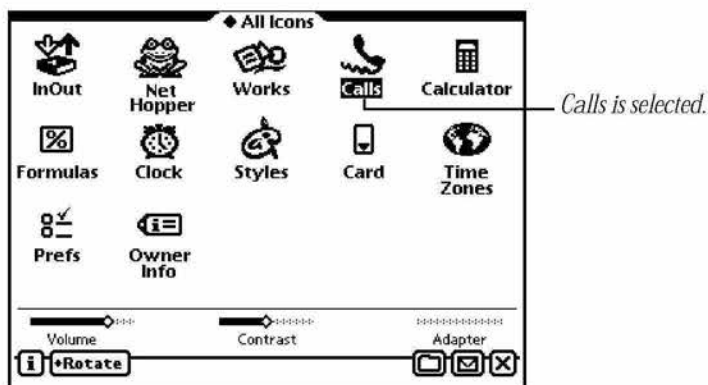 ◆ All Icons
InOut
Net
Hopper
Works
Calls
Calculator
Calls is selected.
Formulas
Clock
Styles
Card
Time
Zones
Prefs
Owner
Info
Volume
Contrast
Adapter
i
◆Rotate
X